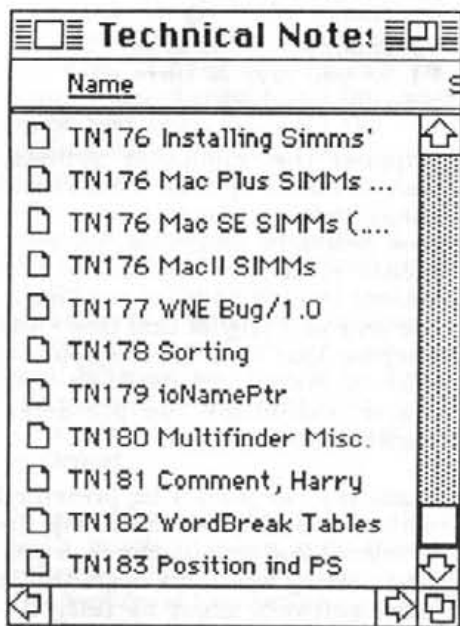 Technical Notes
Name S
TN176 Installing Simms'
TN176 Mac Plus SIMMs ...
TN176 Mac SE SIMMs (....
TN176 MacII SIMMs
TN177 WNE Bug/1.0
TN178 Sorting
TN179 ioNamePtr
TN180 Multifinder Misc.
TN181 Comment, Harry
TN182 WordBreak Tables
TN183 Position ind PS